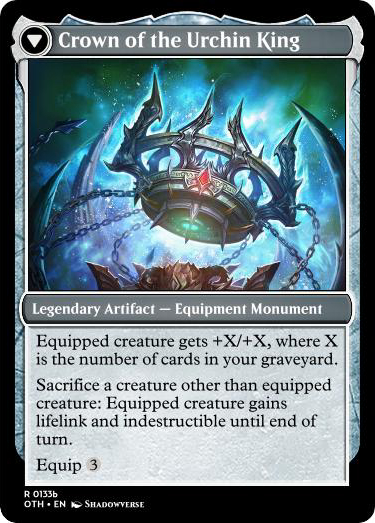 Crown of the Urchin King
Legendary Artifact — Equipment Monument
Equipped creature gets +X/+X, where X
is the number of cards in your graveyard.
Sacrifice a creature other than equipped
creature: Equipped creature gains
lifelink and indestructible until end of
turn.
Equip 3
R 0133b
OTH • EN Shadowverse